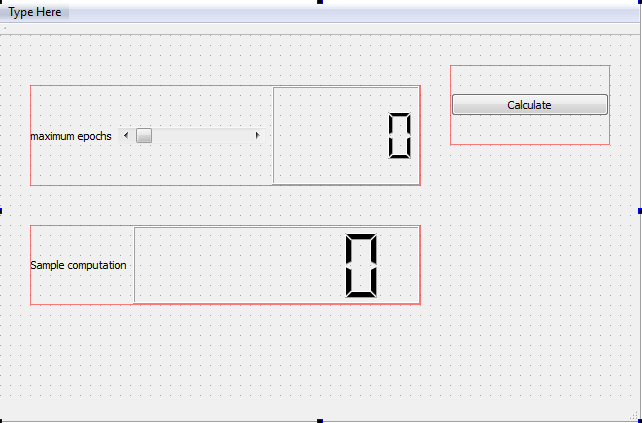 Type Here
maximum epochs
0
Calculate
Sample computation
0